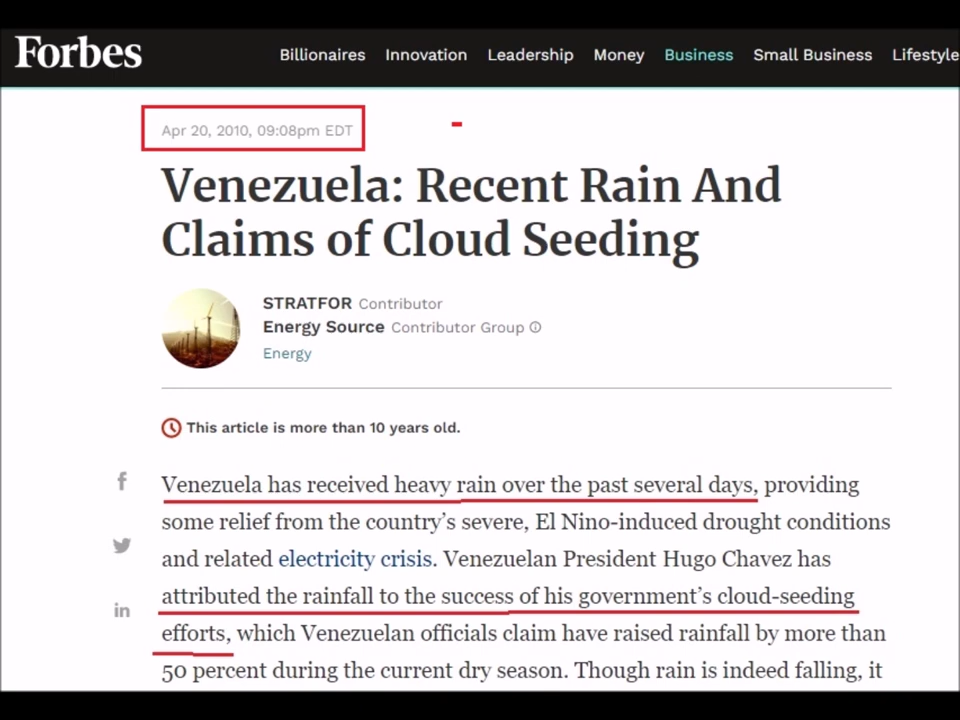 Forbes
Billionaires Innovation Leadership Money Business Small Business Lifestyle
Apr 20, 2010, 09:08pm EDT
Venezuela: Recent Rain And
Claims of Cloud Seeding
STRATFOR Contributor
Energy Source Contributor Group
Energy
This article is more than 10 years old.
Venezuela has received heavy rain over the past several days, providing
some relief from the country’s severe, El Nino-induced drought conditions
and related electricity crisis. Venezuelan President Hugo Chavez has
attributed the rainfall to the success of his government’s cloud-seeding
efforts, which Venezuelan officials claim have raised rainfall by more than
50 percent during the current dry season. Though rain is indeed falling, it